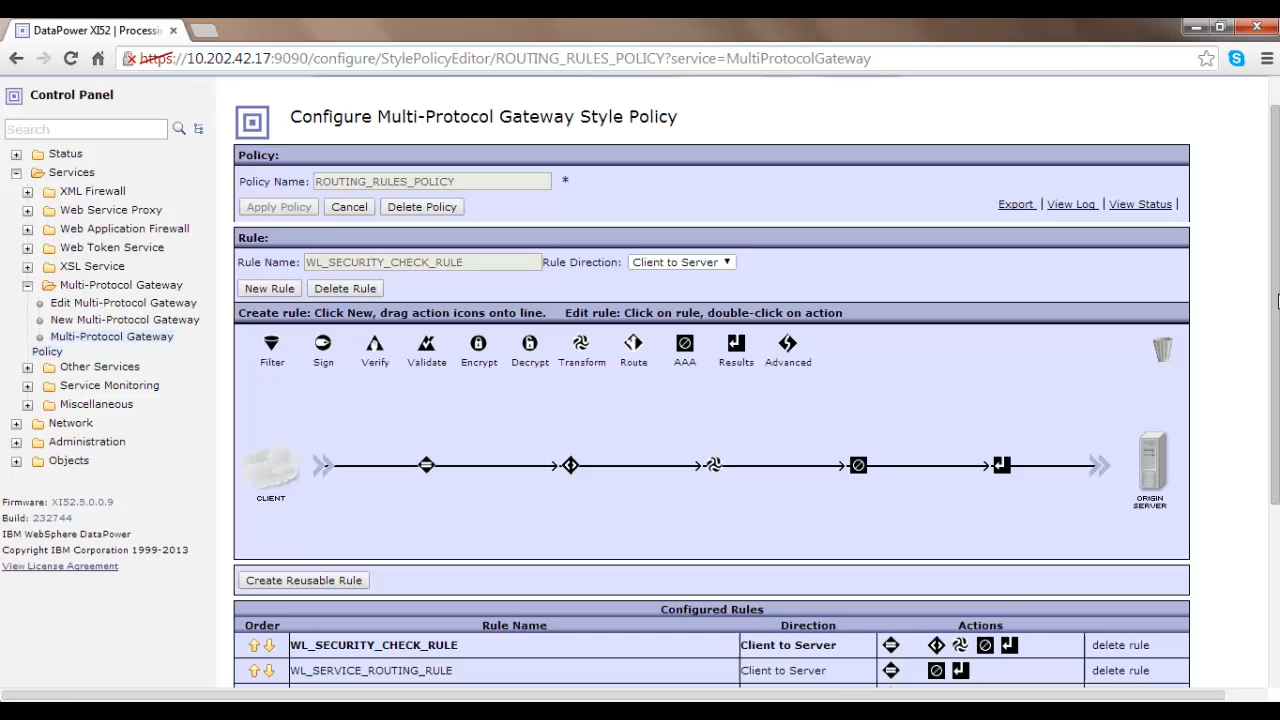 DataPower XI52 | Processi
https://10.202.42.17:9090/configure/StylePolicyEditor/ROUTING_RULES_POLICY?service=MultiProtocolGateway
Control Panel
Search
Status
Services
XML Firewall
Web Service Proxy
Web Application Firewall
Web Token Service
XSL Service
Multi-Protocol Gateway
Edit Multi-Protocol Gateway
New Multi-Protocol Gateway
Multi-Protocol Gateway
Policy
Other Services
Service Monitoring
Miscellaneous
Network
Administration
Objects
Firmware: XI52.5.0.0.9
Build: 232744
IBM WebSphere DataPower
Copyright IBM Corporation 1999-2013
View License Agreement
Configure Multi-Protocol Gateway Style Policy
Policy:
Policy Name: ROUTING_RULES_POLICY *
Apply Policy Cancel Delete Policy Export | View Log | View Status |
Rule:
Rule Name: WL_SECURITY_CHECK_RULE Rule Direction: Client to Server
New Rule Delete Rule
Create rule: Click New, drag action icons onto line. Edit rule: Click on rule, double-click on action
Filter Sign Verify Validate Encrypt Decrypt Transform Route AAA Results Advanced
CLIENT
ORIGIN
SERVER
Create Reusable Rule
Configured Rules
Order Rule Name Direction Actions
WL_SECURITY_CHECK_RULE Client to Server delete rule
WL_SERVICE_ROUTING_RULE Client to Server delete rule